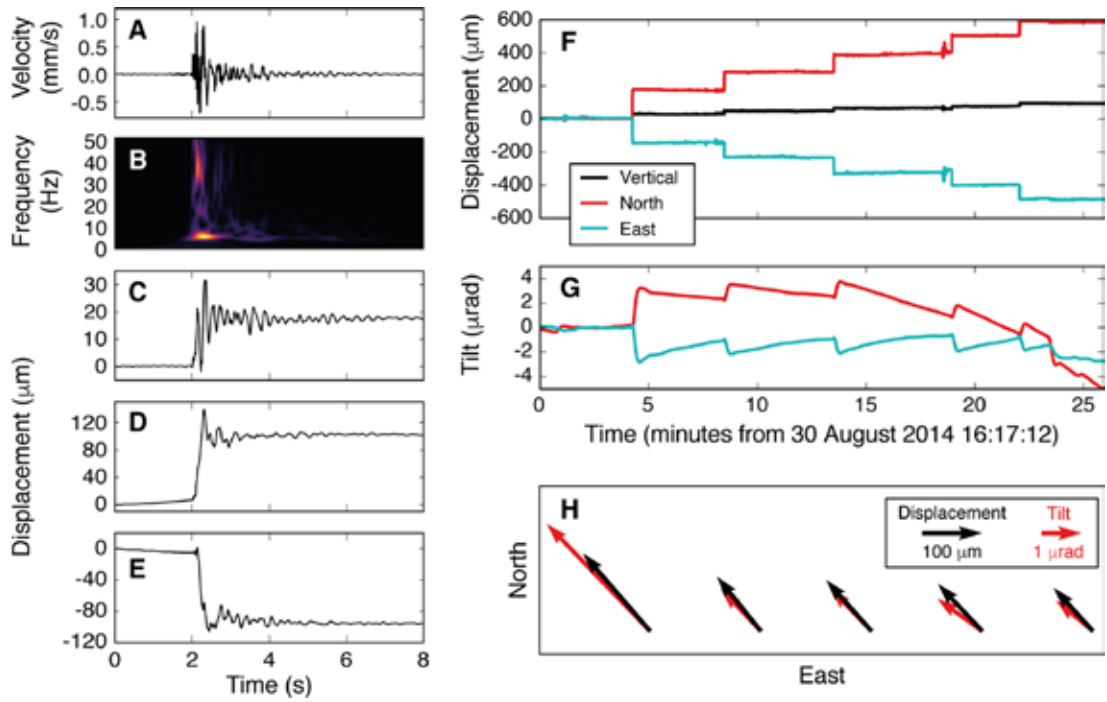 A
Velocity
(mm/s)
1.0
0.5
0.0
-0.5
B
Frequency
(Hz)
50
40
30
20
10
0
C
Displacement (μm)
30
20
10
0
D
120
80
40
0
E
0
-40
-80
-120
0 2 4 6 8
Time (s)
F
Displacement
(μm)
600
400
200
0
-200
-400
-600
Vertical
North
East
G
Tilt (μrad)
4
2
0
-2
-4
0 5 10 15 20 25
Time (minutes from 30 August 2014 16:17:12)
H
Displacement Tilt
100 μm 1 μrad
North
East